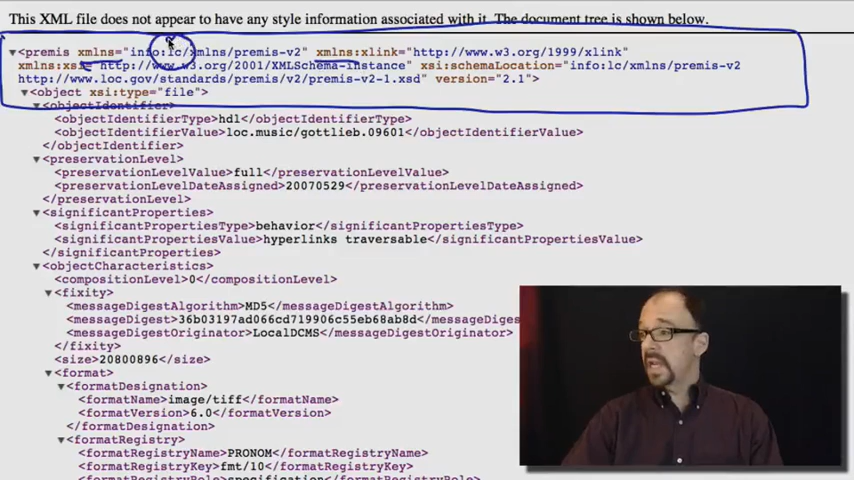 This XML file does not appear to have any style information associated with it. The document tree is shown below.
▼<premis xmlns="info:lc/xmlns/premis-v2" xmlns:xlink="http://www.w3.org/1999/xlink"
xmlns:xsi="http://www.w3.org/2001/XMLSchema-instance" xsi:schemaLocation="info:lc/xmlns/premis-v2
http://www.loc.gov/standards/premis/v2/premis-v2-1.xsd" version="2.1">
▼<object xsi:type="file">
▼<objectIdentifier>
<objectIdentifierType>hdl</objectIdentifierType>
<objectIdentifierValue>loc.music/gottlieb.09601</objectIdentifierValue>
</objectIdentifier>
▼<preservationLevel>
<preservationLevelValue>full</preservationLevelValue>
<preservationLevelDateAssigned>20070529</preservationLevelDateAssigned>
</preservationLevel>
▼<significantProperties>
<significantPropertiesType>behavior</significantPropertiesType>
<significantPropertiesValue>hyperlinks traversable</significantPropertiesValue>
</significantProperties>
▼<objectCharacteristics>
<compositionLevel>0</compositionLevel>
▼<fixity>
<messageDigestAlgorithm>MD5</messageDigestAlgorithm>
<messageDigest>36b03197ad066cd719906c55eb68ab8d</messageDiges
<messageDigestOriginator>LocalDCMS</messageDigestOriginator>
</fixity>
<size>20800896</size>
▼<format>
▼<formatDesignation>
<formatName>image/tiff</formatName>
<formatVersion>6.0</formatVersion>
</formatDesignation>
▼<formatRegistry>
<formatRegistryName>PRONOM</formatRegistryName>
<formatRegistryKey>fmt/10</formatRegistryKey>
<formatRegistryRole>specification</formatRegistryRole>